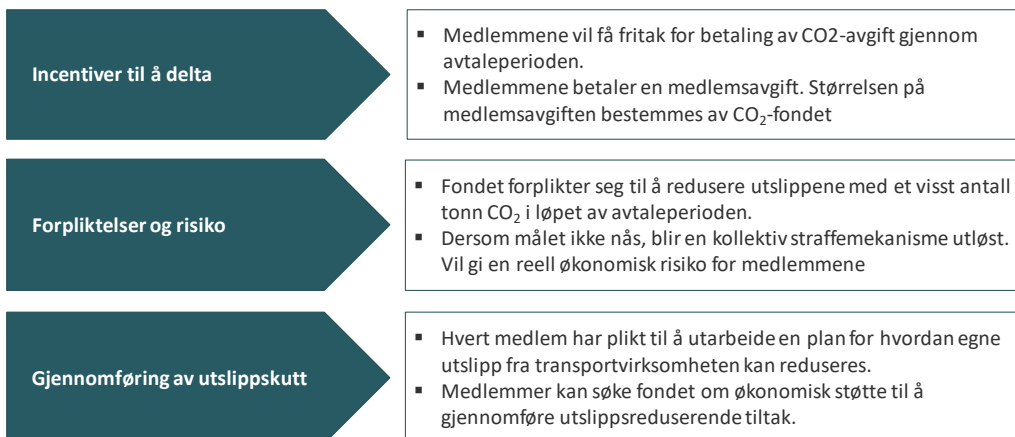 Incentiver til å delta
▪ Medlemmene vil få fritak for betaling av CO2-avgift gjennom
avtaleperioden.
▪ Medlemmene betaler en medlemsavgift. Størrelsen på
medlemsavgiften bestemmes av CO₂-fondet
Forpliktelser og risiko
▪ Fondet forplikter seg til å redusere utslippene med et visst antall
tonn CO₂ i løpet av avtaleperioden.
▪ Dersom målet ikke nås, blir en kollektiv straffemekanisme utløst.
Vil gi en reell økonomisk risiko for medlemmene
Gjennomføring av utslippskutt
▪ Hvert medlem har plikt til å utarbeide en plan for hvordan egne
utslipp fra transportvirksomheten kan reduseres.
▪ Medlemmer kan søke fondet om økonomisk støtte til å
gjennomføre utslippsreduserende tiltak.